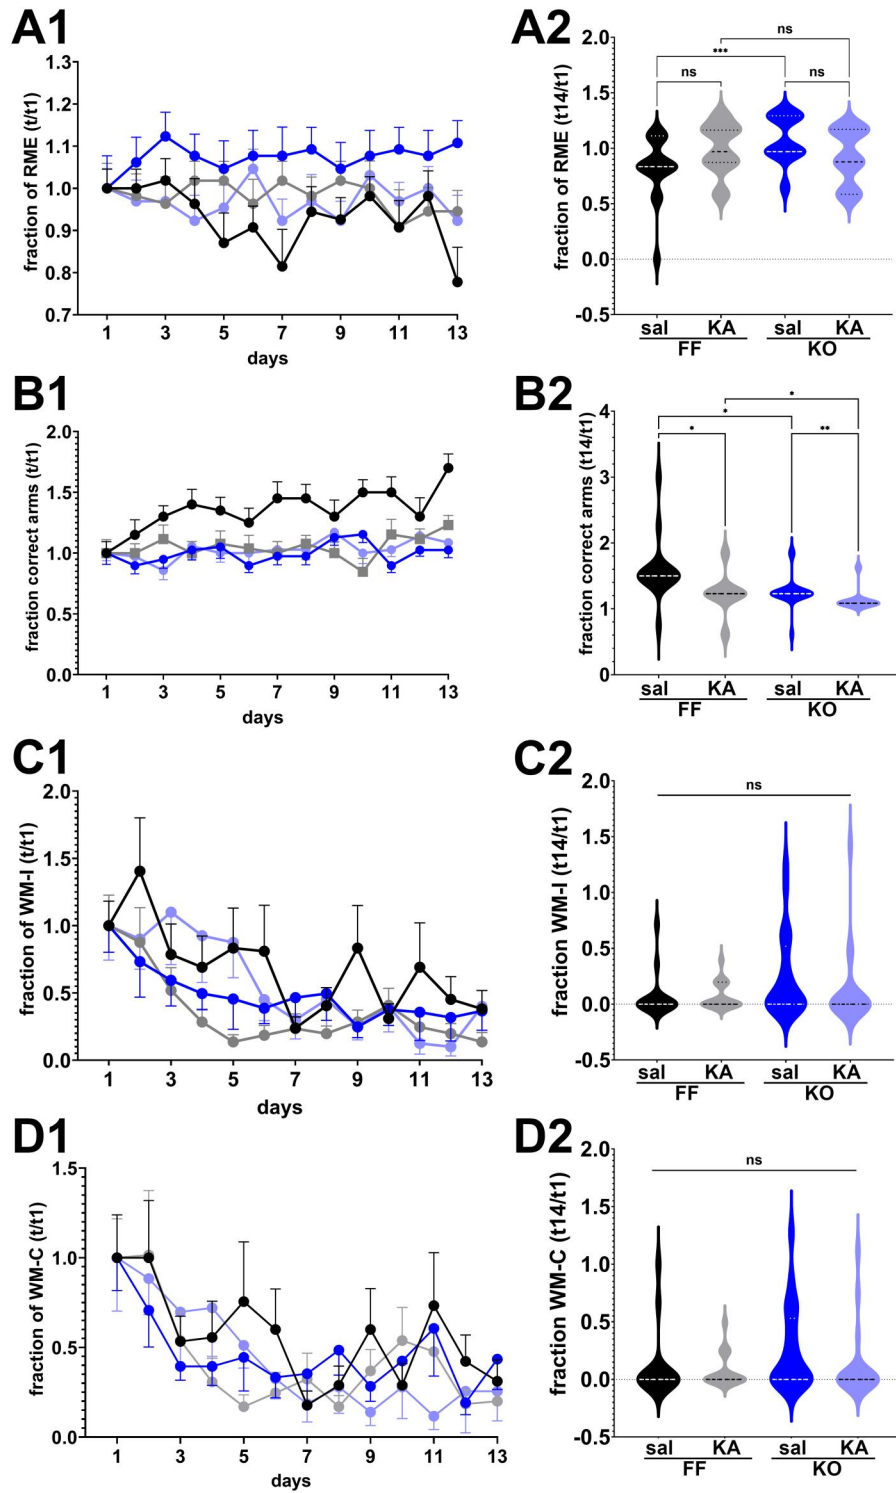 A1
fraction of RME (t/t1)
1.3
1.2
1.1
1.0
0.9
0.8
0.7
1 3 5 7 9 11 13
days
A2
fraction of RME (t14/t1)
2.0
1.5
1.0
0.5
0.0
-0.5
ns
***
ns
ns
sal KA sal KA
FF KO
B1
fraction correct arms (t/t1)
2.0
1.5
1.0
0.5
0.0
1 3 5 7 9 11 13
days
B2
fraction correct arms (t14/t1)
4
3
2
1
0
*
*
*
**
sal KA sal KA
FF KO
C1
fraction of WM-I (t/t1)
2.0
1.5
1.0
0.5
0.0
1 3 5 7 9 11 13
days
C2
fraction WM-I (t14/t1)
2.0
1.5
1.0
0.5
0.0
-0.5
ns
sal KA sal KA
FF KO
D1
fraction of WM-C (t/t1)
1.5
1.0
0.5
0.0
1 3 5 7 9 11 13
days
D2
fraction WM-C (t14/t1)
2.0
1.5
1.0
0.5
0.0
-0.5
ns
sal KA sal KA
FF KO